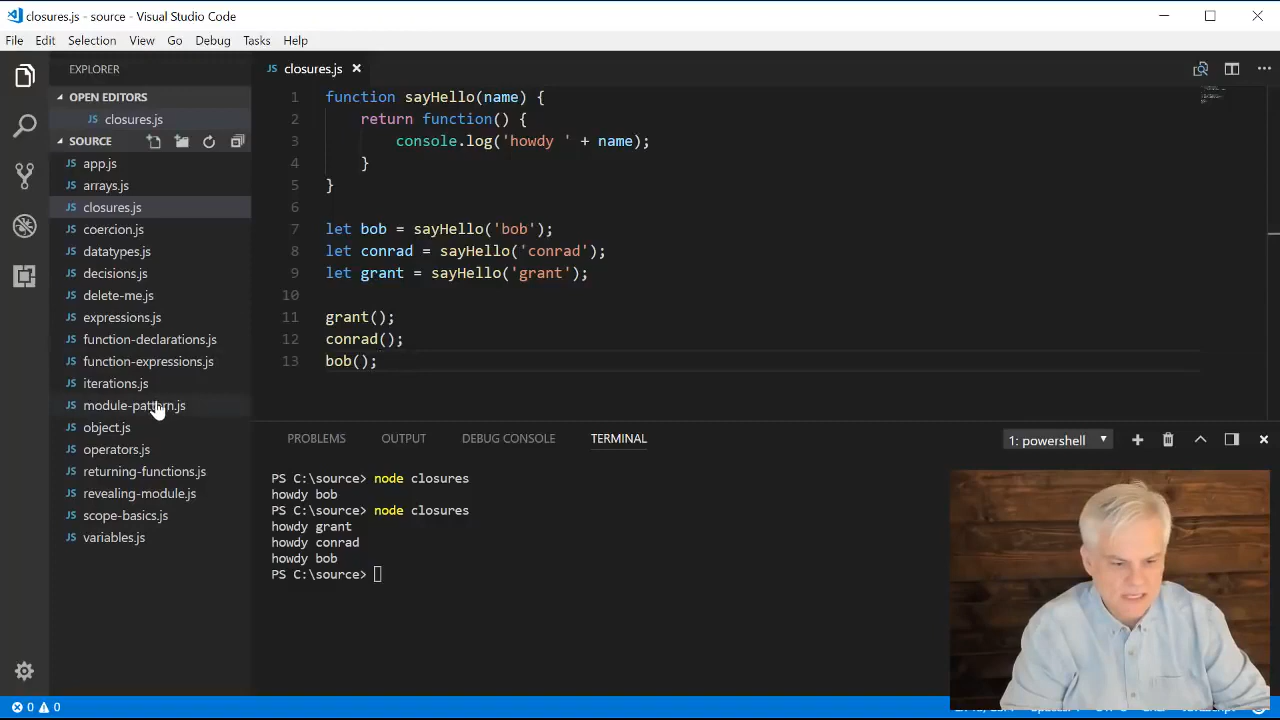 closures.js - source - Visual Studio Code
File Edit Selection View Go Debug Tasks Help
EXPLORER
OPEN EDITORS
closures.js
SOURCE
JS app.js
JS arrays.js
JS closures.js
JS coercion.js
JS datatypes.js
JS decisions.js
JS delete-me.js
JS expressions.js
JS function-declarations.js
JS function-expressions.js
JS iterations.js
JS module-pattern.js
JS object.js
JS operators.js
JS returning-functions.js
JS revealing-module.js
JS scope-basics.js
JS variables.js
JS closures.js
1 function sayHello(name) {
2 return function() {
3 console.log('howdy ' + name);
4 }
5 }
6
7 let bob = sayHello('bob');
8 let conrad = sayHello('conrad');
9 let grant = sayHello('grant');
10
11 grant();
12 conrad();
13 bob();
PROBLEMS OUTPUT DEBUG CONSOLE TERMINAL
1: powershell
PS C:\source> node closures
howdy bob
PS C:\source> node closures
howdy grant
howdy conrad
howdy bob
PS C:\source>
0 0